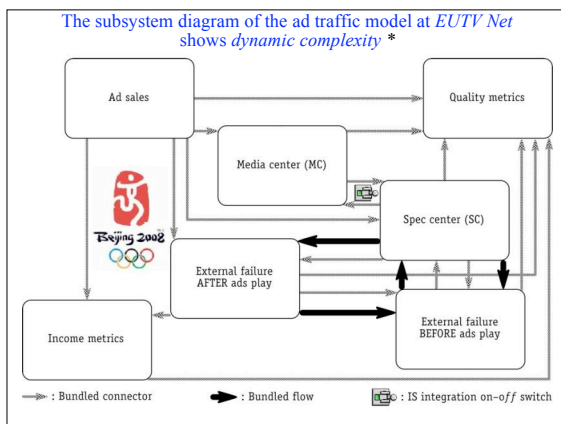 The subsystem diagram of the ad traffic model at EUTV Net
shows dynamic complexity *
Ad sales
Quality metrics
Media center (MC)
Spec center (SC)
Beijing 2008
External failure
AFTER ads play
External failure
BEFORE ads play
Income metrics
: Bundled connector
: Bundled flow
: IS integration on-off switch